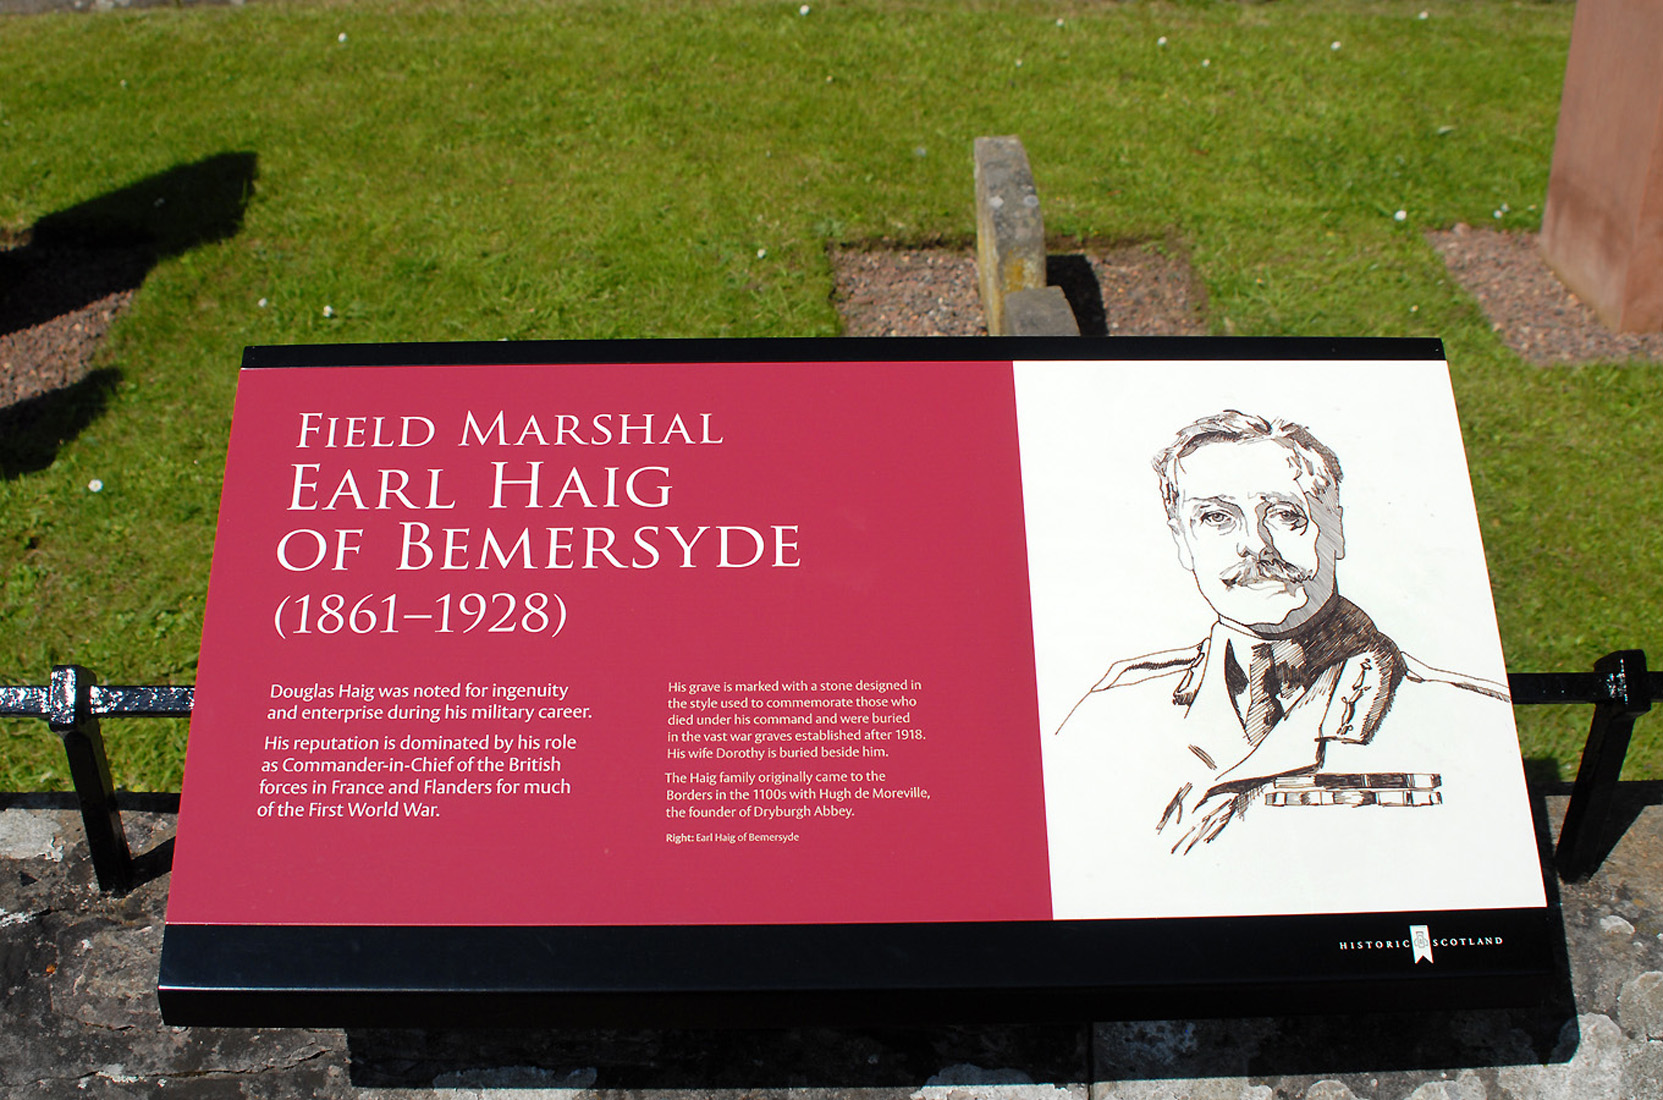 FIELD MARSHAL
EARL HAIG
OF BEMERSYDE
(1861–1928)
Douglas Haig was noted for ingenuity
and enterprise during his military career.
His reputation is dominated by his role
as Commander-in-Chief of the British
forces in France and Flanders for much
of the First World War.
His grave is marked with a stone designed in
the style used to commemorate those who
died under his command and were buried
in the vast war graves established after 1918.
His wife Dorothy is buried beside him.
The Haig family originally came to the
Borders in the 1100s with Hugh de Moreville,
the founder of Dryburgh Abbey.
Right: Earl Haig of Bemersyde
HISTORIC SCOTLAND